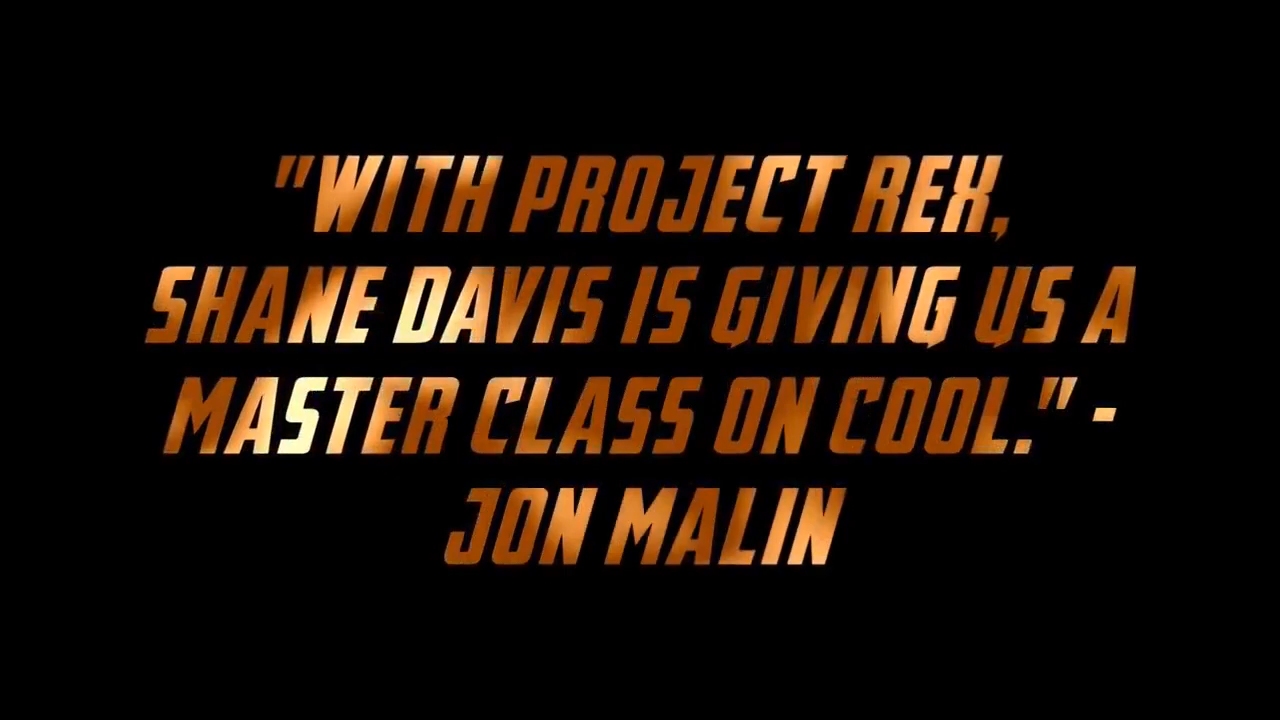 "WITH PROJECT REX,
SHANE DAVIS IS GIVING US A
MASTER CLASS ON COOL." -
JON MALIN